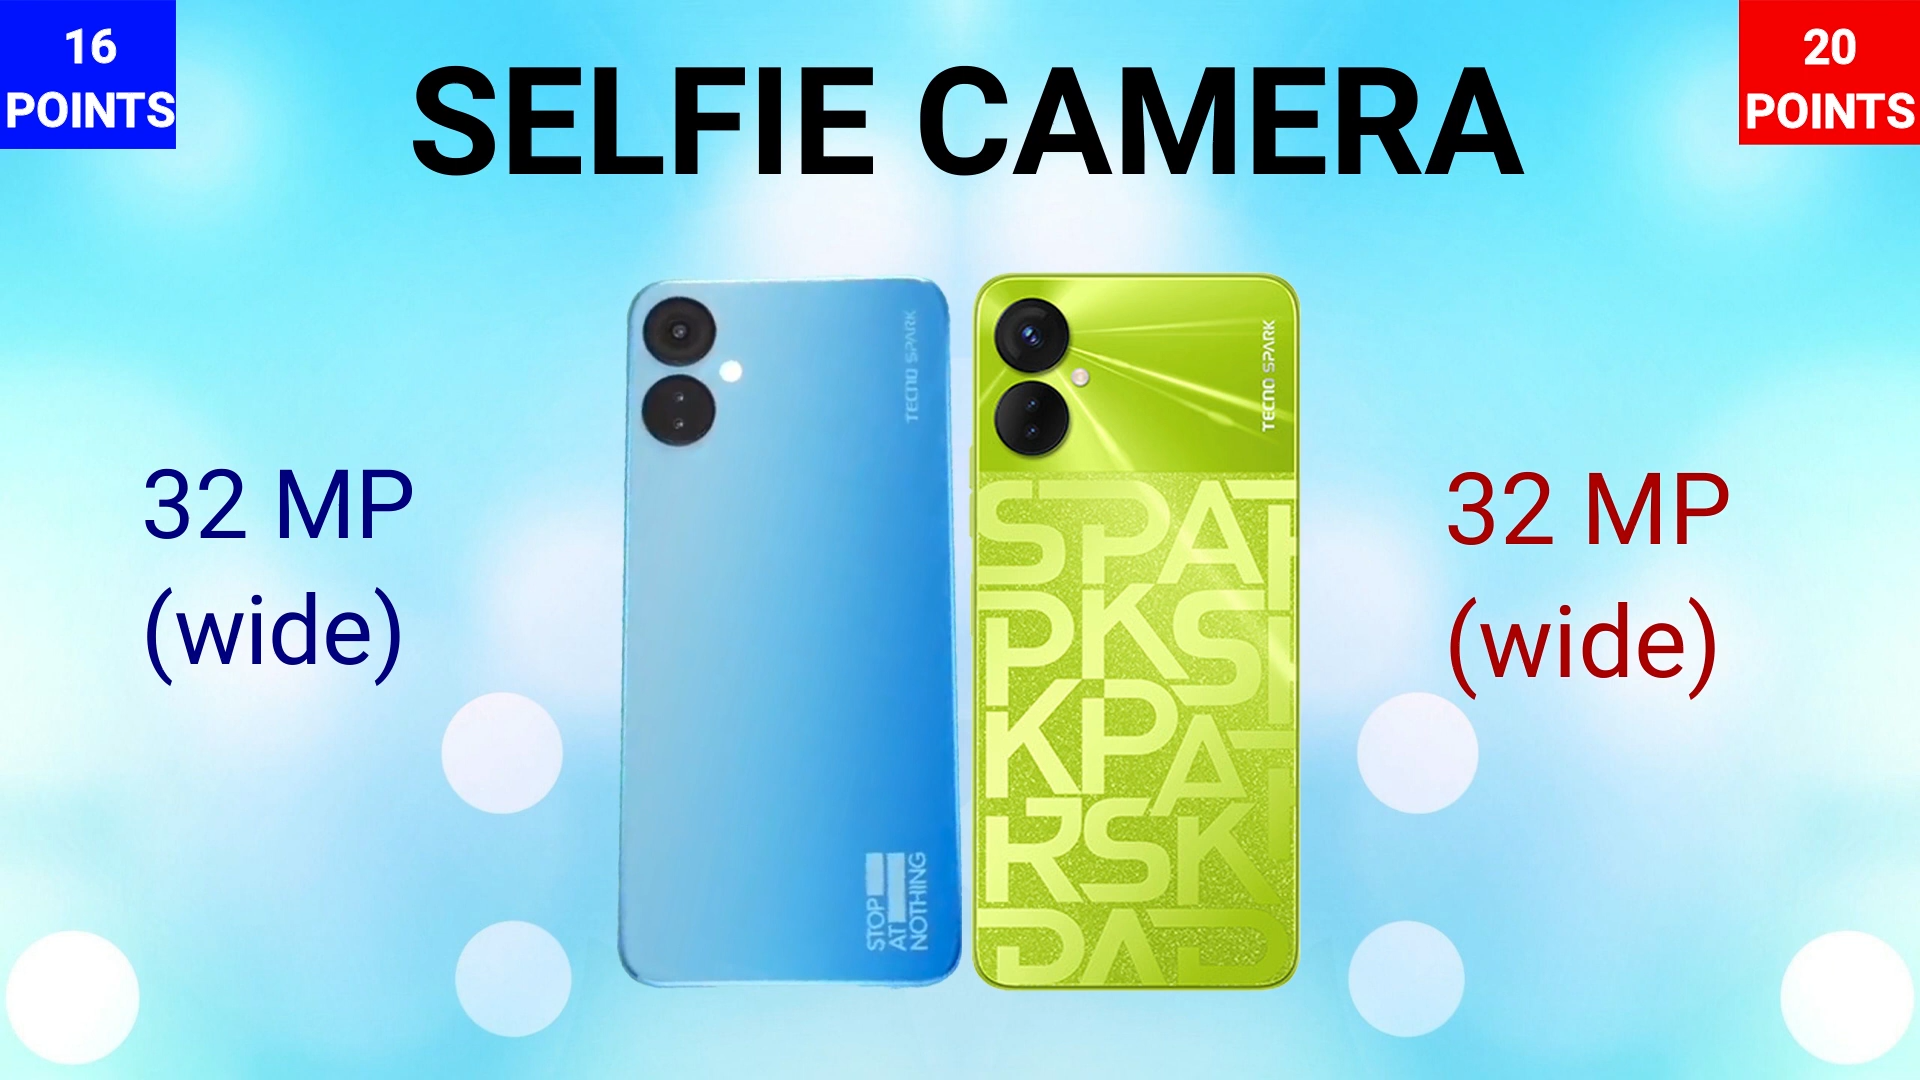 16
POINTS
SELFIE CAMERA
20
POINTS
TECNO SPARK
TECNO SPARK
32 MP
(wide)
32 MP
(wide)
STOP
AT
NOTHING